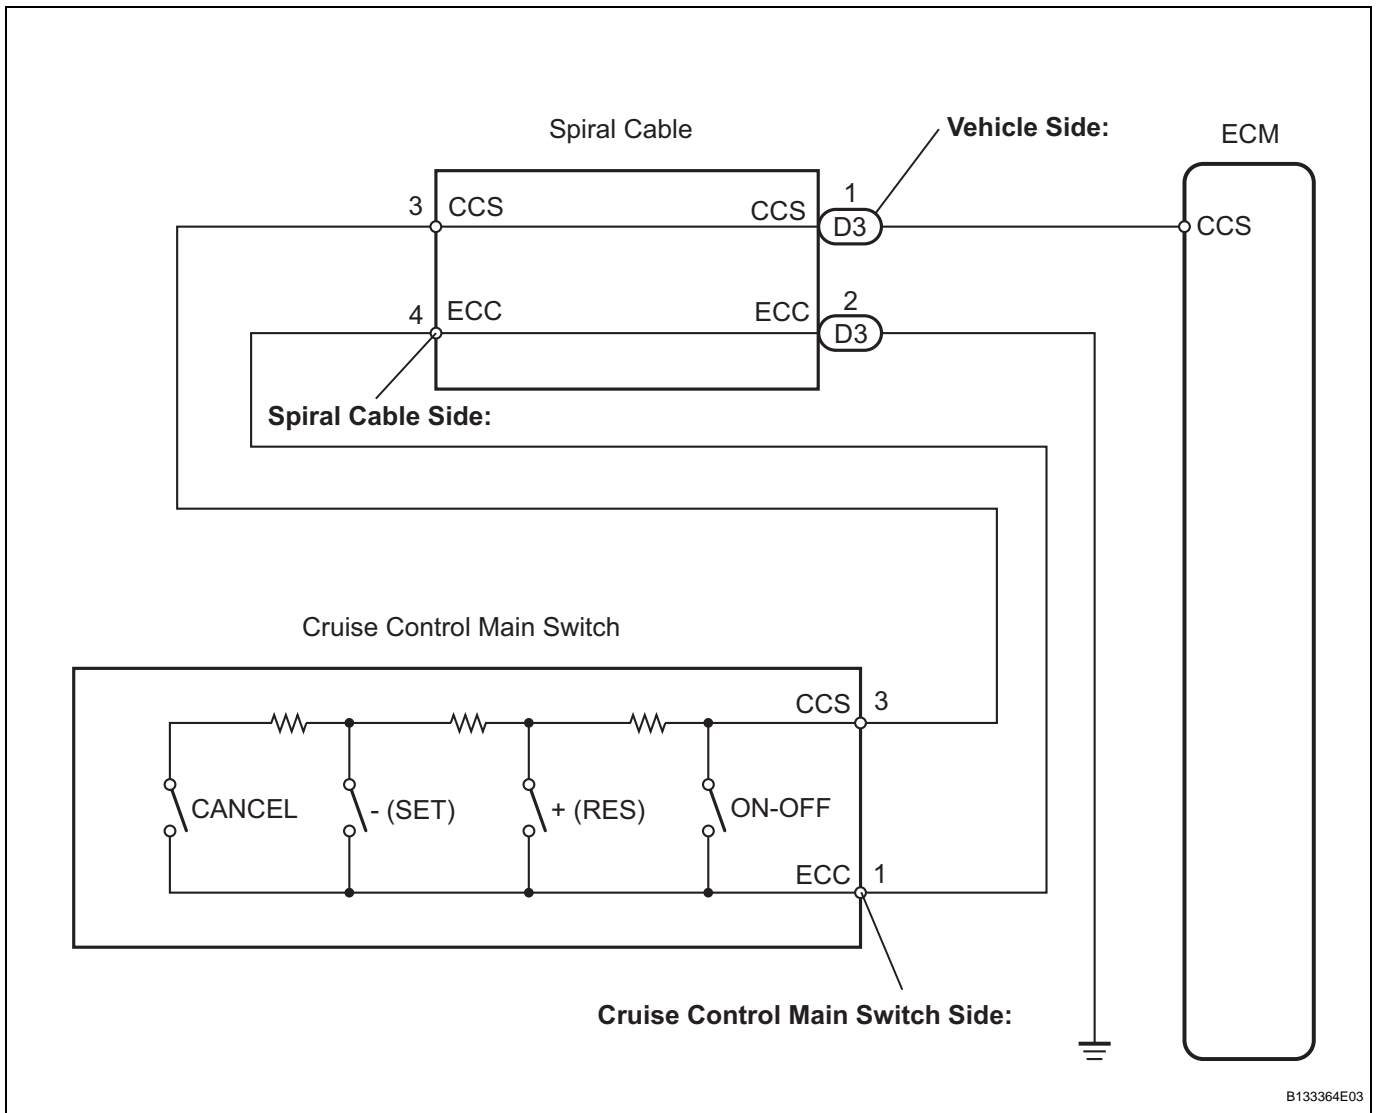 Spiral Cable
Vehicle Side:
ECM
3
CCS
CCS
1
D3
CCS
4
ECC
ECC
2
D3
Spiral Cable Side:
Cruise Control Main Switch
CCS
3
CANCEL
- (SET)
+ (RES)
ON-OFF
ECC
1
Cruise Control Main Switch Side:
B133364E03